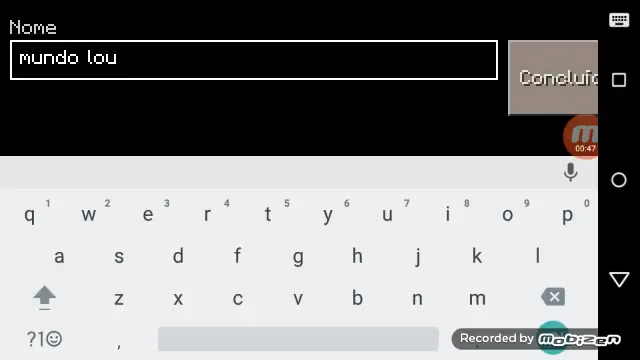 Nome
mundo lou
Concluíd
00:47
1 2 3 4 5 6 7 8 9 0
q w e r t y u i o p
a s d f g h j k l
z x c v b n m
?1 ,
Recorded by mobizen